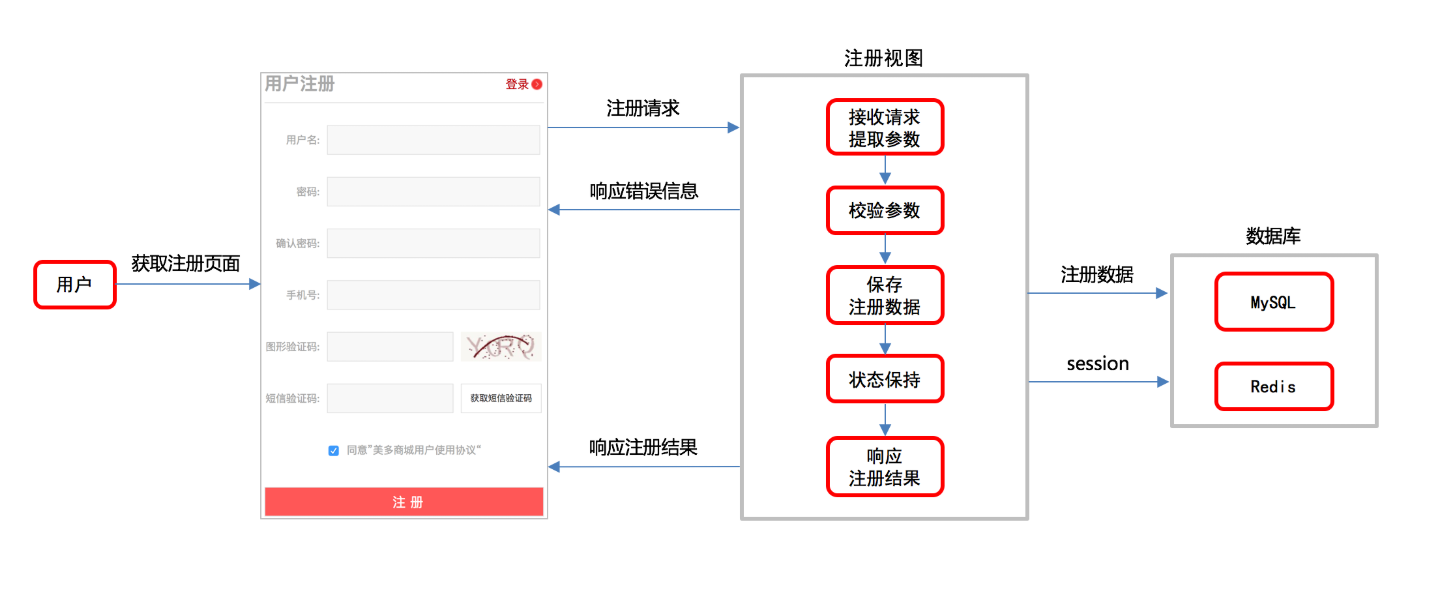 用户
获取注册页面
用户注册
登录
用户名:
密码:
确认密码:
手机号:
图形验证码:
短信验证码:
获取短信验证码
同意"美多商城用户使用协议"
注 册
注册请求
响应错误信息
响应注册结果
注册视图
接收请求
提取参数
校验参数
保存
注册数据
状态保持
响应
注册结果
注册数据
session
数据库
MySQL
Redis